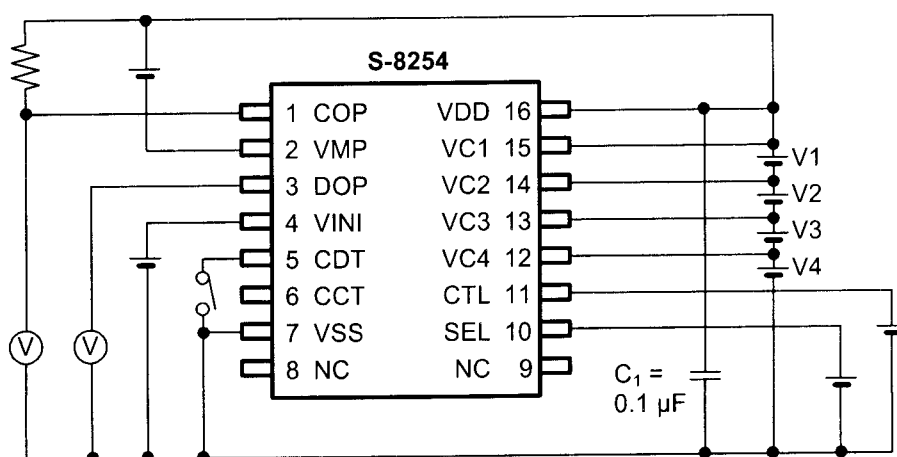 S-8254
1 COP VDD 16
2 VMP VC1 15
3 DOP VC2 14
4 VINI VC3 13
5 CDT VC4 12
6 CCT CTL 11
7 VSS SEL 10
8 NC NC 9
V1
V2
V3
V4
V
V
C₁ =
0.1 µF